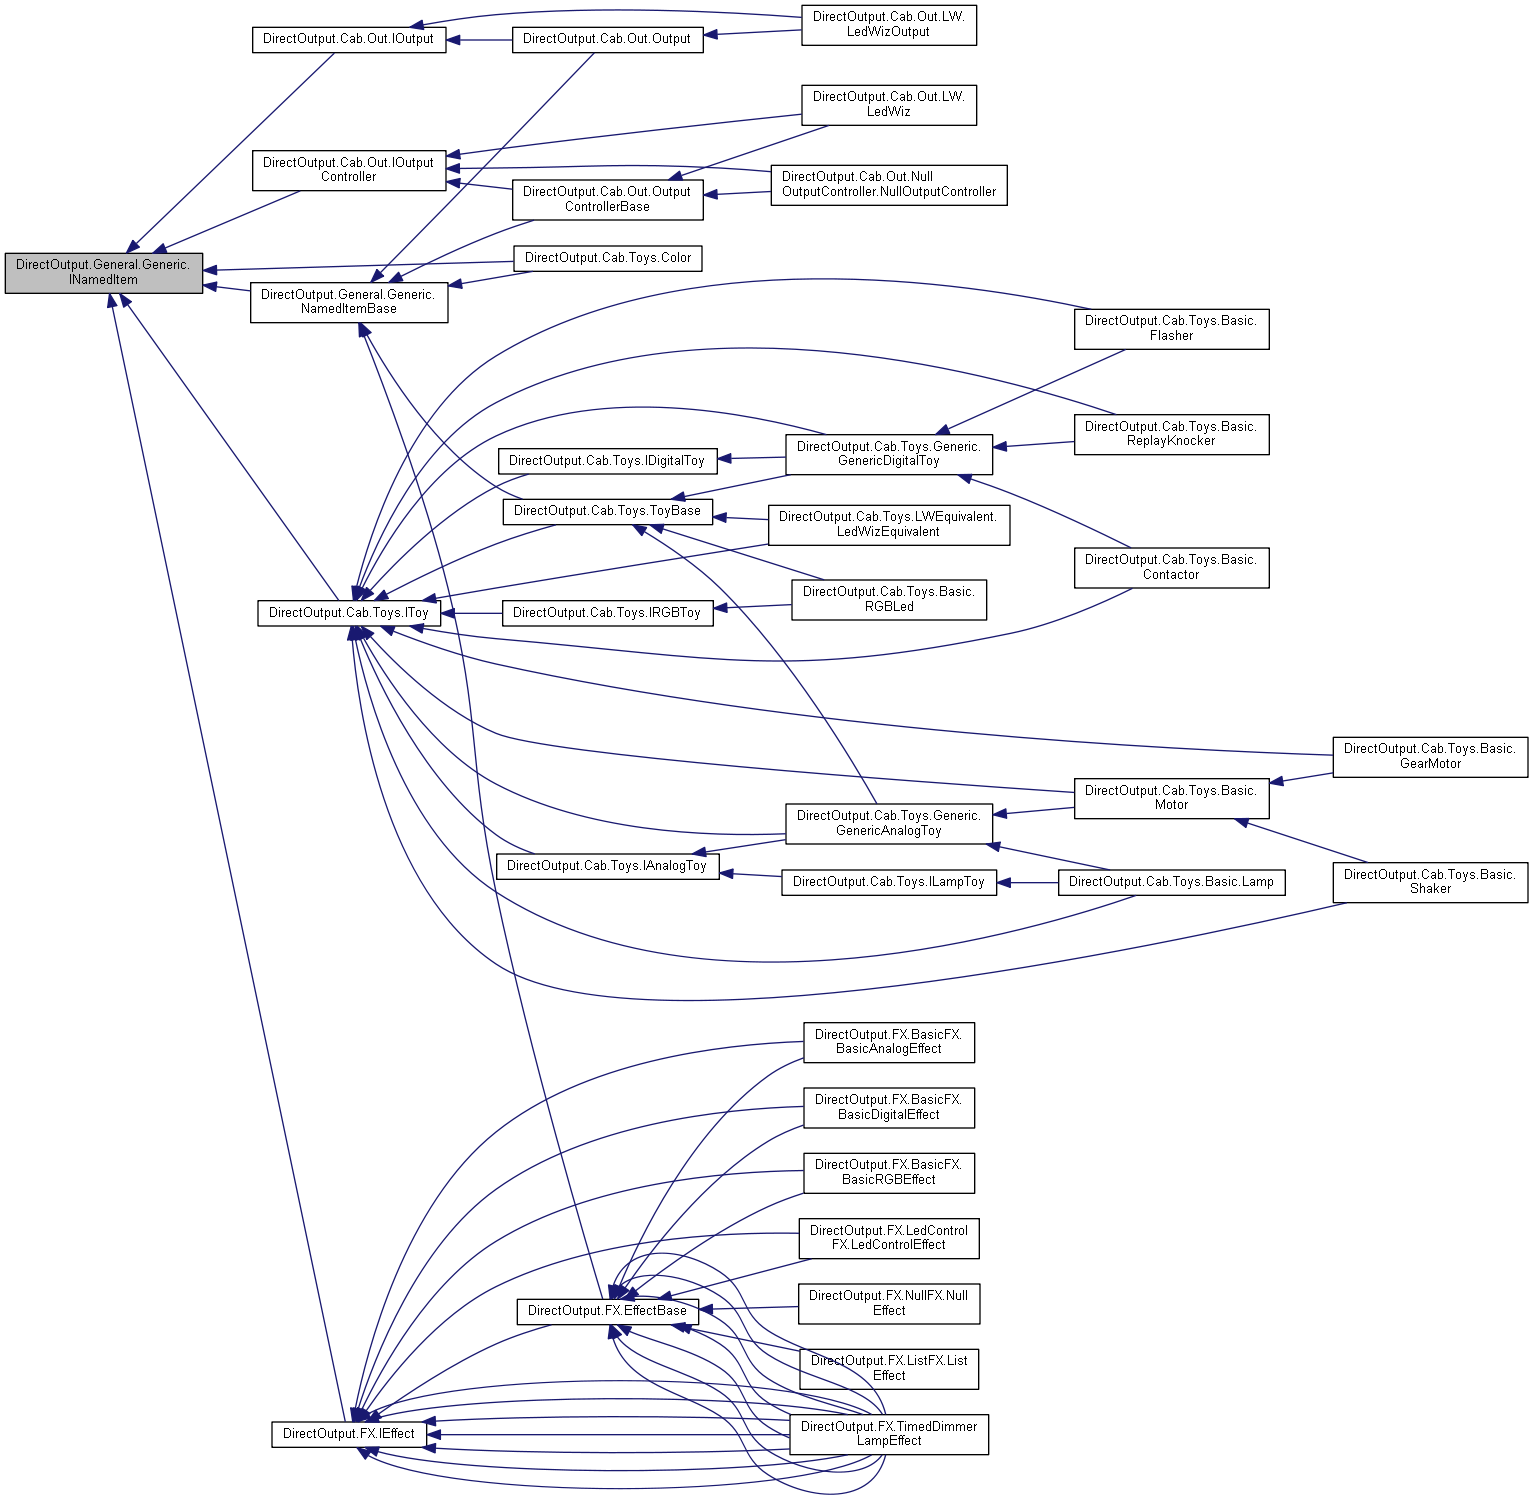 DirectOutput.General.Generic.
INamedItem
DirectOutput.Cab.Out.IOutput
DirectOutput.Cab.Out.IOutput
Controller
DirectOutput.General.Generic.
NamedItemBase
DirectOutput.Cab.Toys.IToy
DirectOutput.FX.IEffect
DirectOutput.Cab.Out.Output
DirectOutput.Cab.Out.Output
ControllerBase
DirectOutput.Cab.Toys.Color
DirectOutput.Cab.Toys.IDigitalToy
DirectOutput.Cab.Toys.ToyBase
DirectOutput.Cab.Toys.IRGBToy
DirectOutput.Cab.Toys.IAnalogToy
DirectOutput.FX.EffectBase
DirectOutput.Cab.Out.LW.
LedWizOutput
DirectOutput.Cab.Out.LW.
LedWiz
DirectOutput.Cab.Out.Null
OutputController.NullOutputController
DirectOutput.Cab.Toys.Generic.
GenericDigitalToy
DirectOutput.Cab.Toys.LWEquivalent.
LedWizEquivalent
DirectOutput.Cab.Toys.Basic.
RGBLed
DirectOutput.Cab.Toys.Generic.
GenericAnalogToy
DirectOutput.Cab.Toys.ILampToy
DirectOutput.FX.BasicFX.
BasicAnalogEffect
DirectOutput.FX.BasicFX.
BasicDigitalEffect
DirectOutput.FX.BasicFX.
BasicRGBEffect
DirectOutput.FX.LedControl
FX.LedControlEffect
DirectOutput.FX.NullFX.Null
Effect
DirectOutput.FX.ListFX.List
Effect
DirectOutput.FX.TimedDimmer
LampEffect
DirectOutput.Cab.Toys.Basic.
Flasher
DirectOutput.Cab.Toys.Basic.
ReplayKnocker
DirectOutput.Cab.Toys.Basic.
Contactor
DirectOutput.Cab.Toys.Basic.
Motor
DirectOutput.Cab.Toys.Basic.Lamp
DirectOutput.Cab.Toys.Basic.
GearMotor
DirectOutput.Cab.Toys.Basic.
Shaker